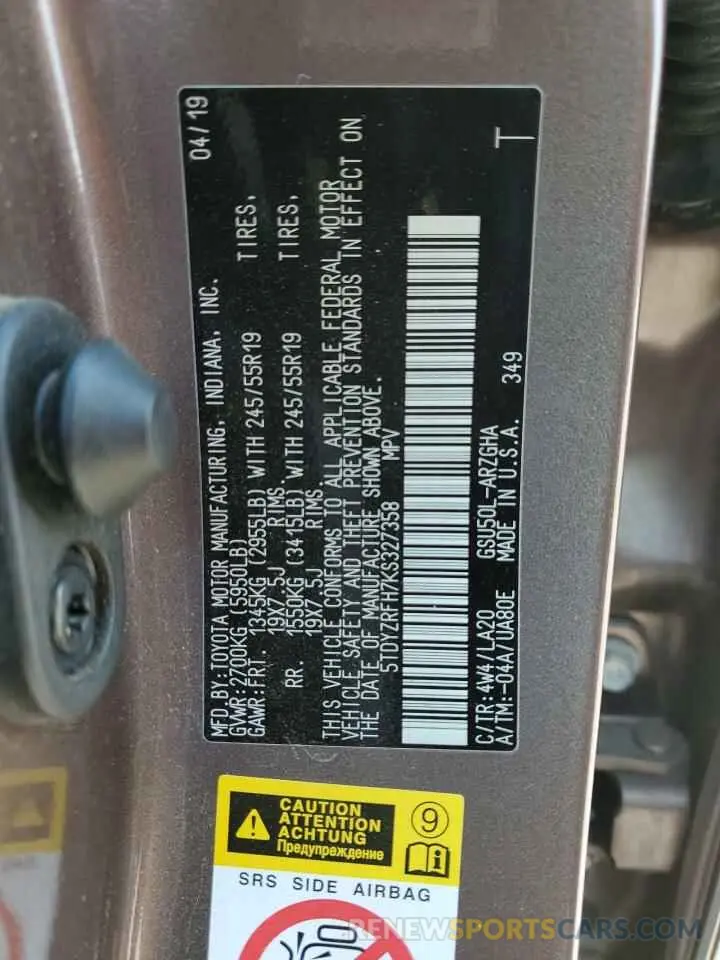 04/19
MFD.BY:TOYOTA MOTOR MANUFACTURING, INDIANA, INC.
GVWR:2700KG (5950LB)
GAWR:FRT. 1345KG (2955LB) WITH 245/55R19 TIRES,
19X7.5J RIMS,
RR. 1550KG (3415LB) WITH 245/55R19 TIRES,
19X7.5J RIMS.
THIS VEHICLE CONFORMS TO ALL APPLICABLE FEDERAL MOTOR
VEHICLE SAFETY AND THEFT PREVENTION STANDARDS IN EFFECT ON
THE DATE OF MANUFACTURE SHOWN ABOVE.
5TDYZRFH7KS327358 MPV
C/TR:4W4/LA20 GSU50L-ARZGHA
A/TM:-04A/UA80E MADE IN U.S.A. 349
T
CAUTION
ATTENTION
ACHTUNG
Предупреждение
9
SRS SIDE AIRBAG
RENEWSPORTSCARS.COM